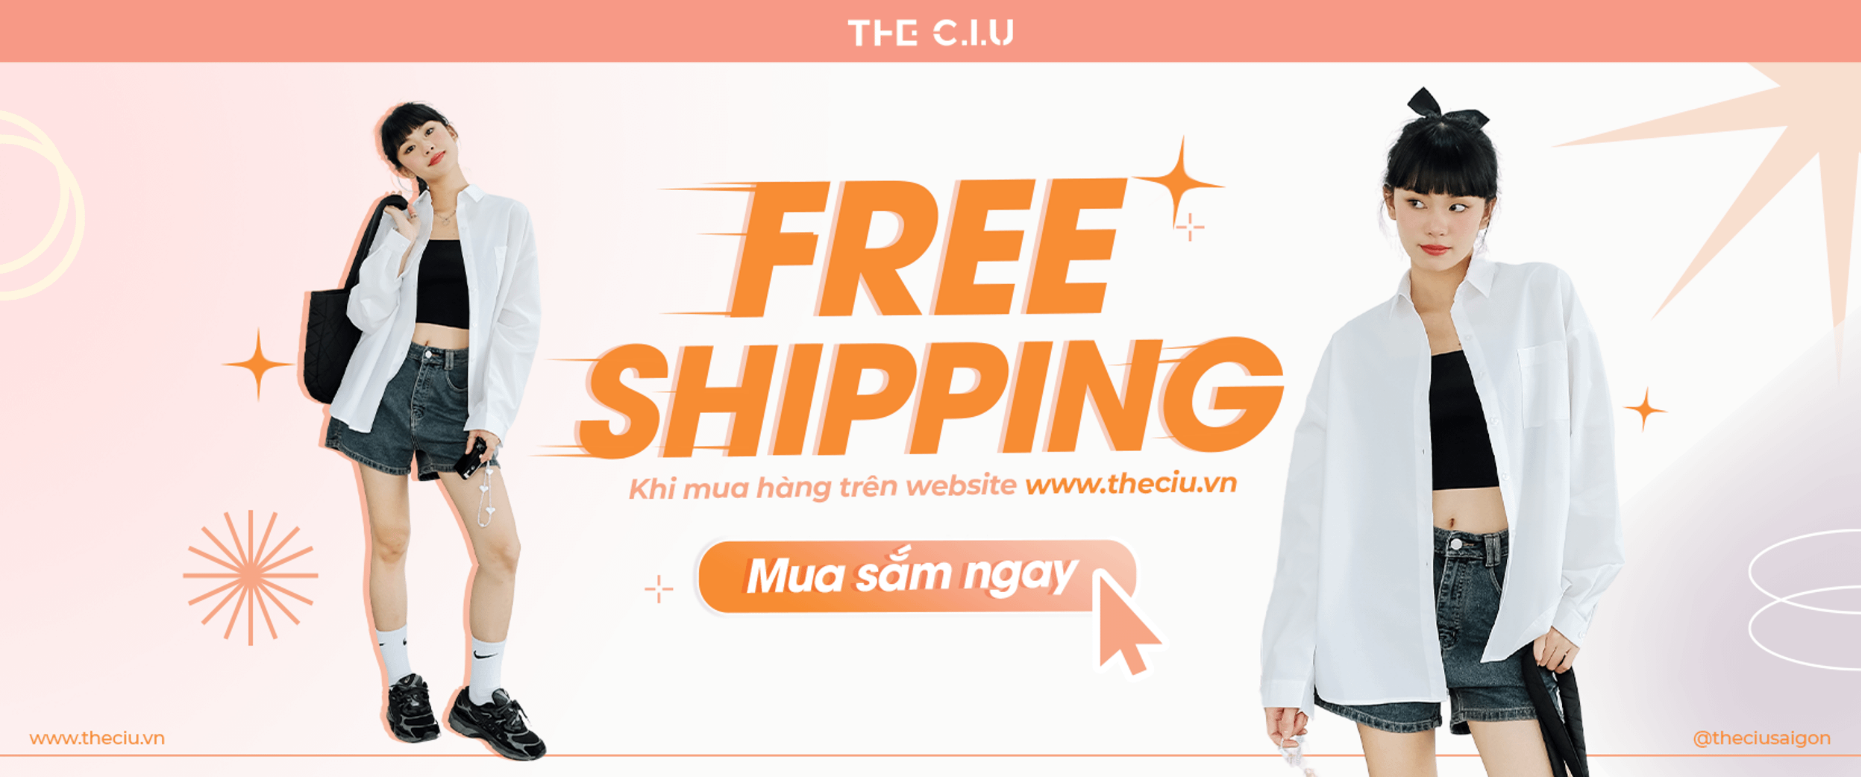 THE C.I.U
FREE
SHIPPING
Khi mua hàng trên website www.theciu.vn
Mua sắm ngay
www.theciu.vn
@theciusaigon